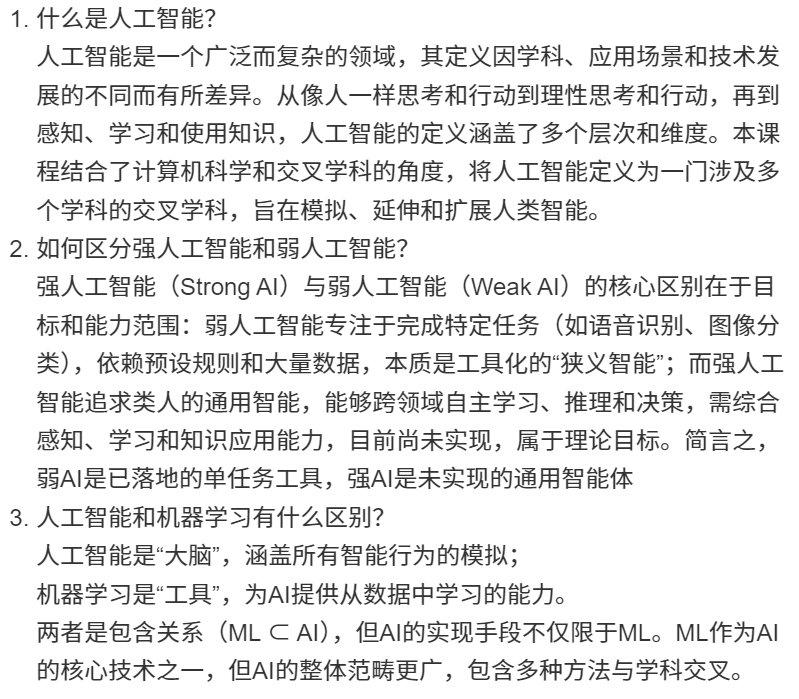 1. 什么是人工智能？
人工智能是一个广泛而复杂的领域，其定义因学科、应用场景和技术发
展的不同而有所差异。从像人一样思考和行动到理性思考和行动，再到
感知、学习和使用知识，人工智能的定义涵盖了多个层次和维度。本课
程结合了计算机科学和交叉学科的角度，将人工智能定义为一门涉及多
个学科的交叉学科，旨在模拟、延伸和扩展人类智能。
2. 如何区分强人工智能和弱人工智能？
强人工智能（Strong AI）与弱人工智能（Weak AI）的核心区别在于目
标和能力范围：弱人工智能专注于完成特定任务（如语音识别、图像分
类），依赖预设规则和大量数据，本质是工具化的“狭义智能”；而强人工
智能追求类人的通用智能，能够跨领域自主学习、推理和决策，需综合
感知、学习和知识应用能力，目前尚未实现，属于理论目标。简言之，
弱AI是已落地的单任务工具，强AI是未实现的通用智能体
3. 人工智能和机器学习有什么区别？
人工智能是“大脑”，涵盖所有智能行为的模拟；
机器学习是“工具”，为AI提供从数据中学习的能力。
两者是包含关系（ML ⊂ AI），但AI的实现手段不仅限于ML。ML作为AI
的核心技术之一，但AI的整体范畴更广，包含多种方法与学科交叉。